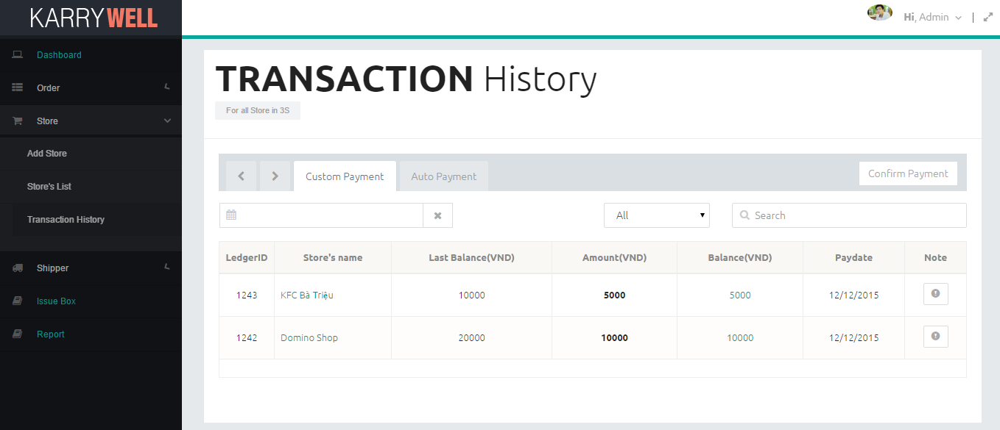 KARRYWELL
Hi, Admin |
Dashboard
Order
Store
Add Store
Store's List
Transaction History
Shipper
Issue Box
Report
TRANSACTION History
For all Store in 3S
Custom Payment Auto Payment Confirm Payment
All Search
LedgerID Store's name Last Balance(VND) Amount(VND) Balance(VND) Paydate Note
1243 KFC Bà Triệu 10000 5000 5000 12/12/2015
1242 Domino Shop 20000 10000 10000 12/12/2015